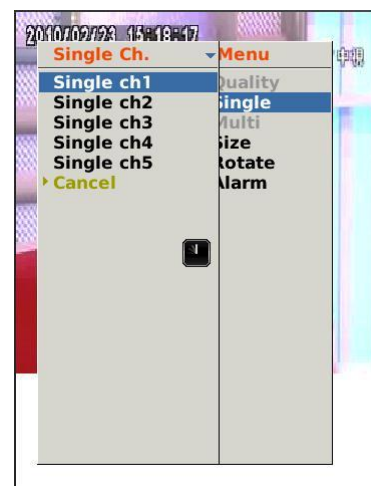 2010/02/23 15:18:17
Single Ch. Menu
Single ch1 Quality
Single ch2 Single
Single ch3 Multi
Single ch4 Size
Single ch5 Rotate
Cancel Alarm